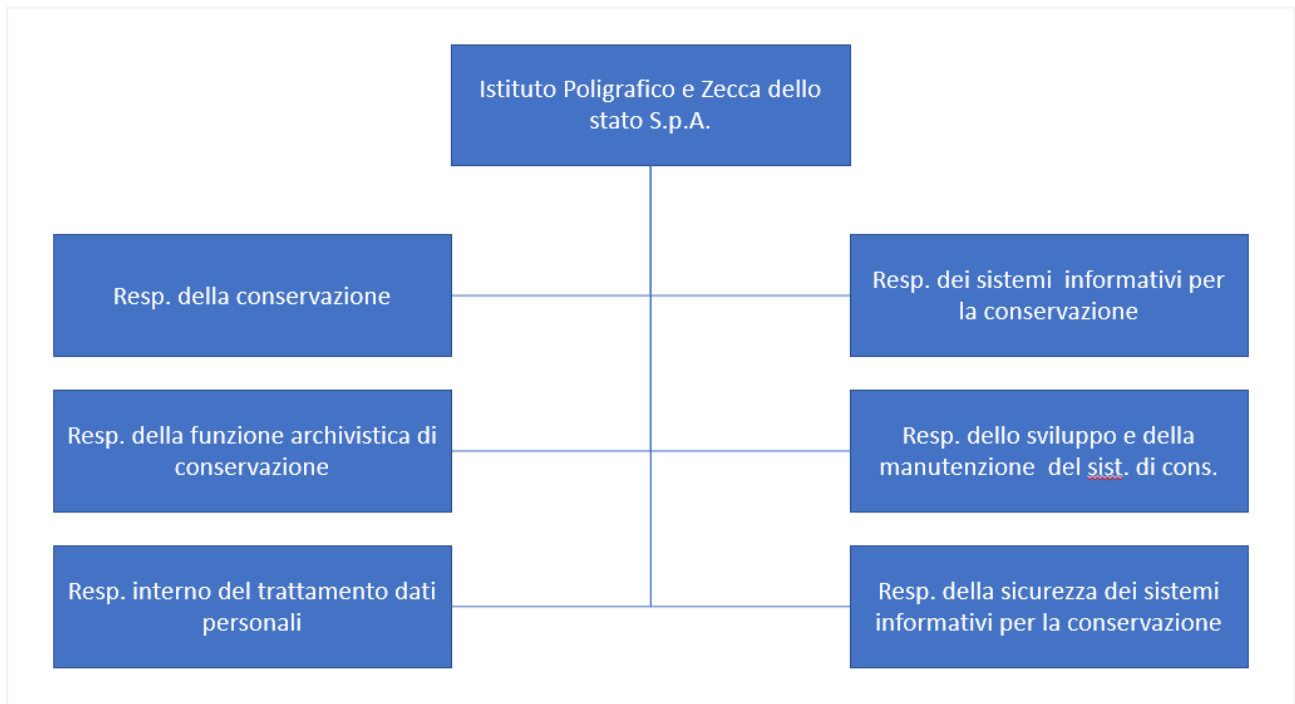 Istituto Poligrafico e Zecca dello
stato S.p.A.
Resp. della conservazione
Resp. dei sistemi  informativi per
la conservazione
Resp. della funzione archivistica di
conservazione
Resp. dello sviluppo e della
manutenzione  del sist. di cons.
Resp. interno del trattamento dati
personali
Resp. della sicurezza dei sistemi
informativi per la conservazione